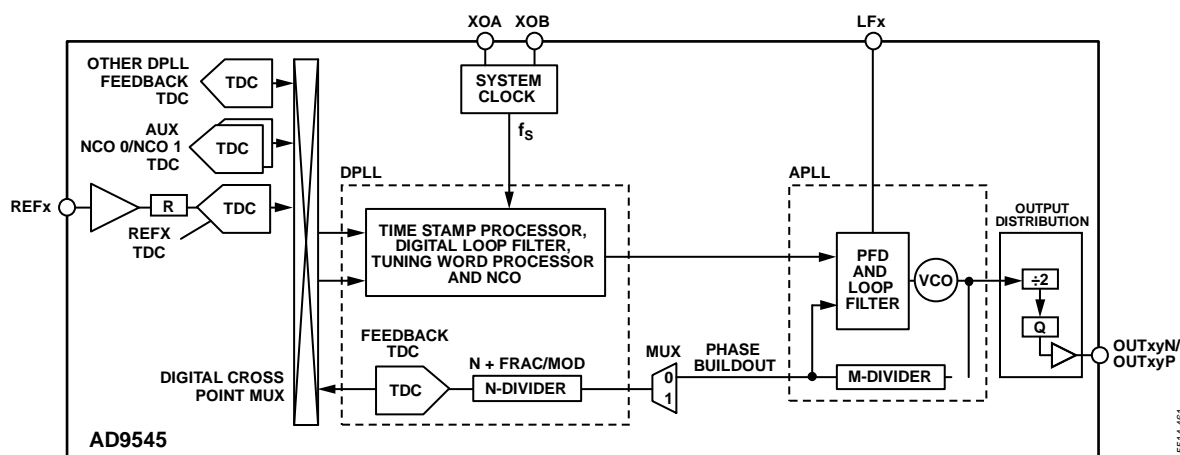 XOA XOB
LFx
OTHER DPLL
FEEDBACK
TDC
TDC
SYSTEM
CLOCK
AUX
NCO 0/NCO 1
TDC
TDC
fS
DPLL
APLL
REFx
R
TDC
REFX
TDC
TIME STAMP PROCESSOR,
DIGITAL LOOP FILTER,
TUNING WORD PROCESSOR
AND NCO
PFD
AND
LOOP
FILTER
VCO
OUTPUT
DISTRIBUTION
÷2
Q
OUTxyN/
OUTxyP
FEEDBACK
TDC
N + FRAC/MOD
MUX
PHASE
BUILDOUT
DIGITAL CROSS
POINT MUX
TDC
N-DIVIDER
0
1
M-DIVIDER
AD9545